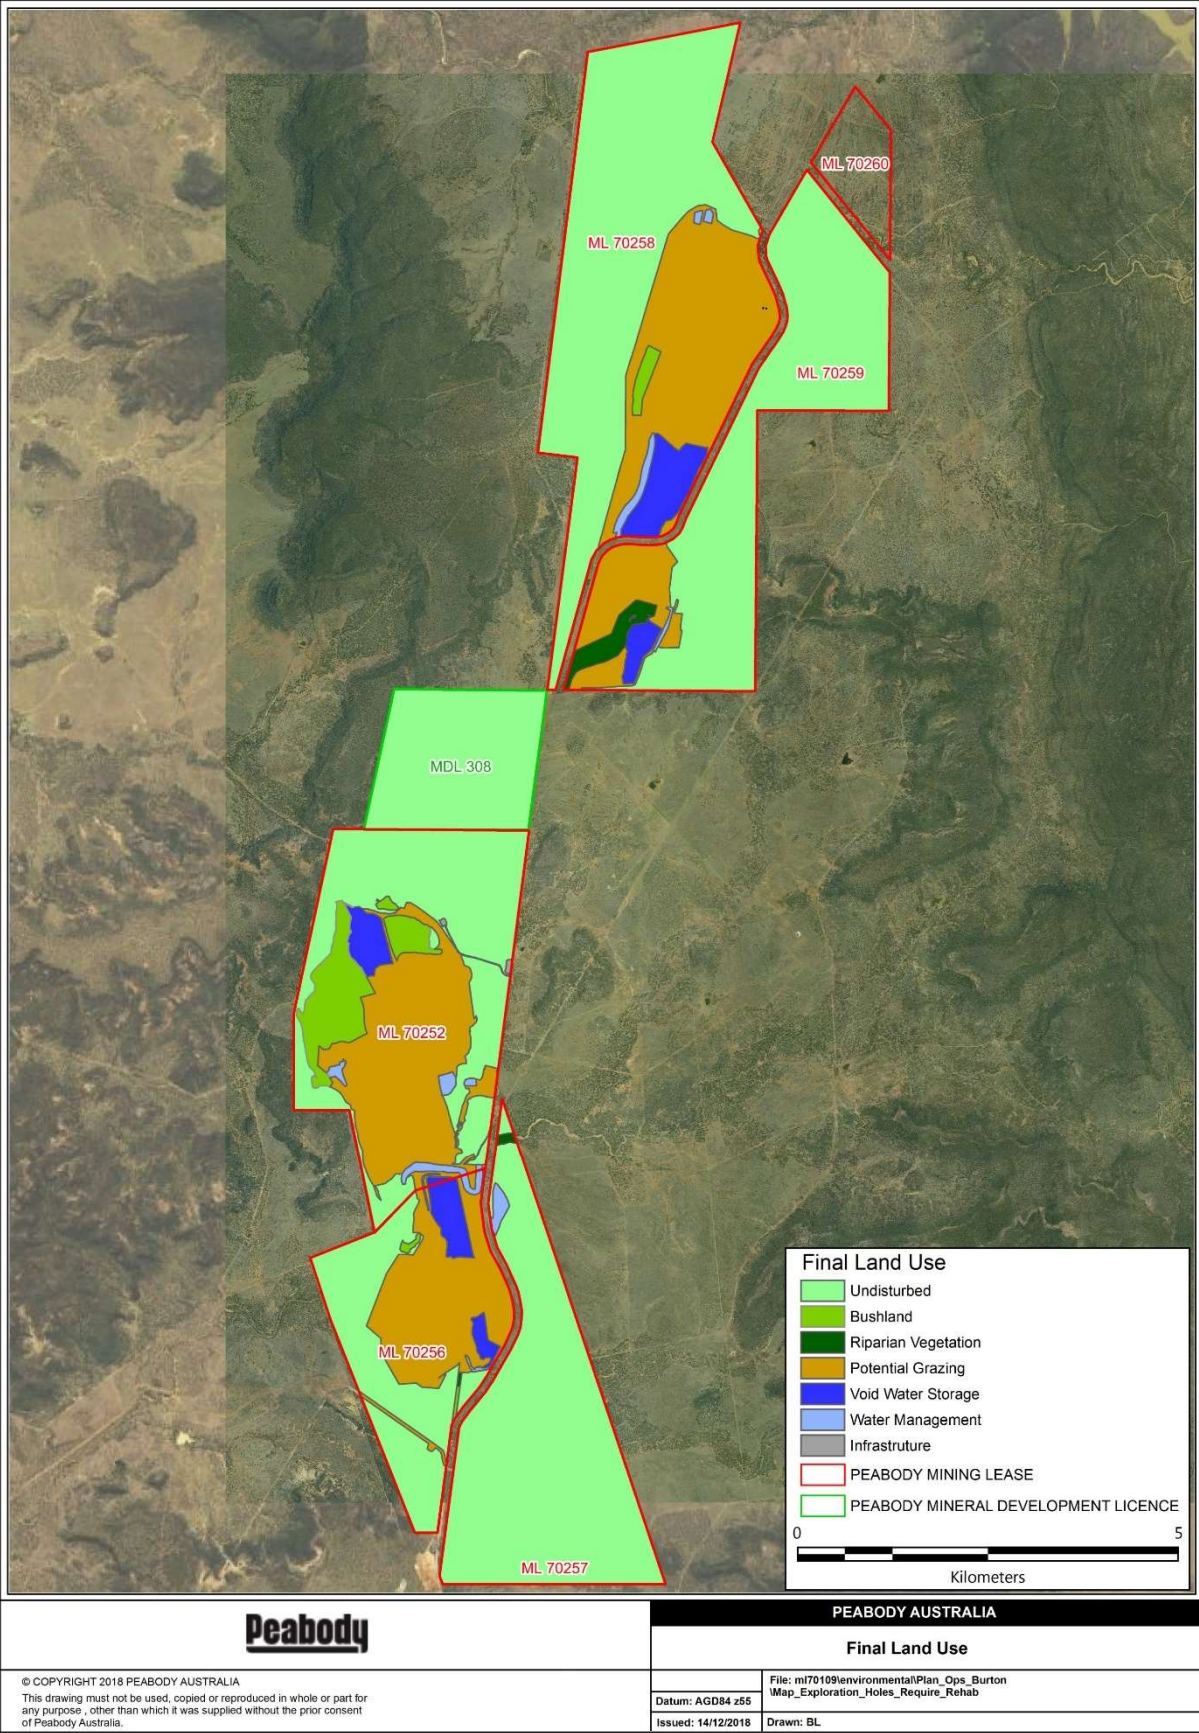 ML 70260
ML 70258
ML 70259
MDL 308
ML 70252
ML 70256
ML 70257
Final Land Use
Undisturbed
Bushland
Riparian Vegetation
Potential Grazing
Void Water Storage
Water Management
Infrastruture
PEABODY MINING LEASE
PEABODY MINERAL DEVELOPMENT LICENCE
0 5
Kilometers
Peabody
© COPYRIGHT 2018 PEABODY AUSTRALIA
This drawing must not be used, copied or reproduced in whole or part for
any purpose , other than which it was supplied without the prior consent
of Peabody Australia.
PEABODY AUSTRALIA
Final Land Use
File: ml70109\environmental\Plan_Ops_Burton
\Map_Exploration_Holes_Require_Rehab
Datum: AGD84 z55
Issued: 14/12/2018
Drawn: BL